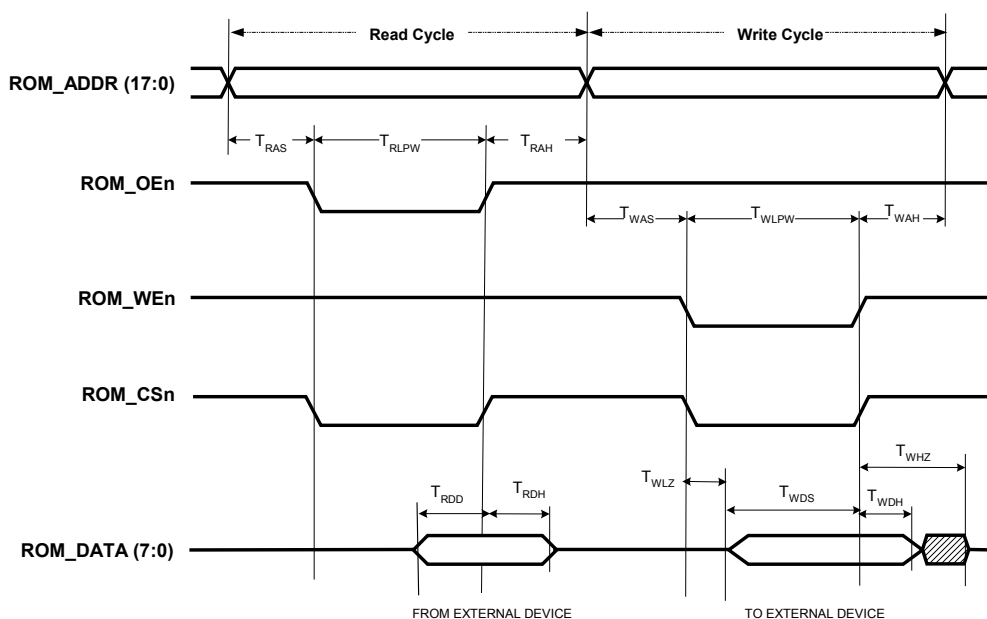 Read Cycle
Write Cycle
ROM_ADDR (17:0)
TRAS
TRLPW
TRAH
ROM_OEn
TWAS
TWLPW
TWAH
ROM_WEn
ROM_CSn
TWHZ
TWLZ
TRDD
TRDH
TWDS
TWDH
ROM_DATA (7:0)
FROM EXTERNAL DEVICE
TO EXTERNAL DEVICE